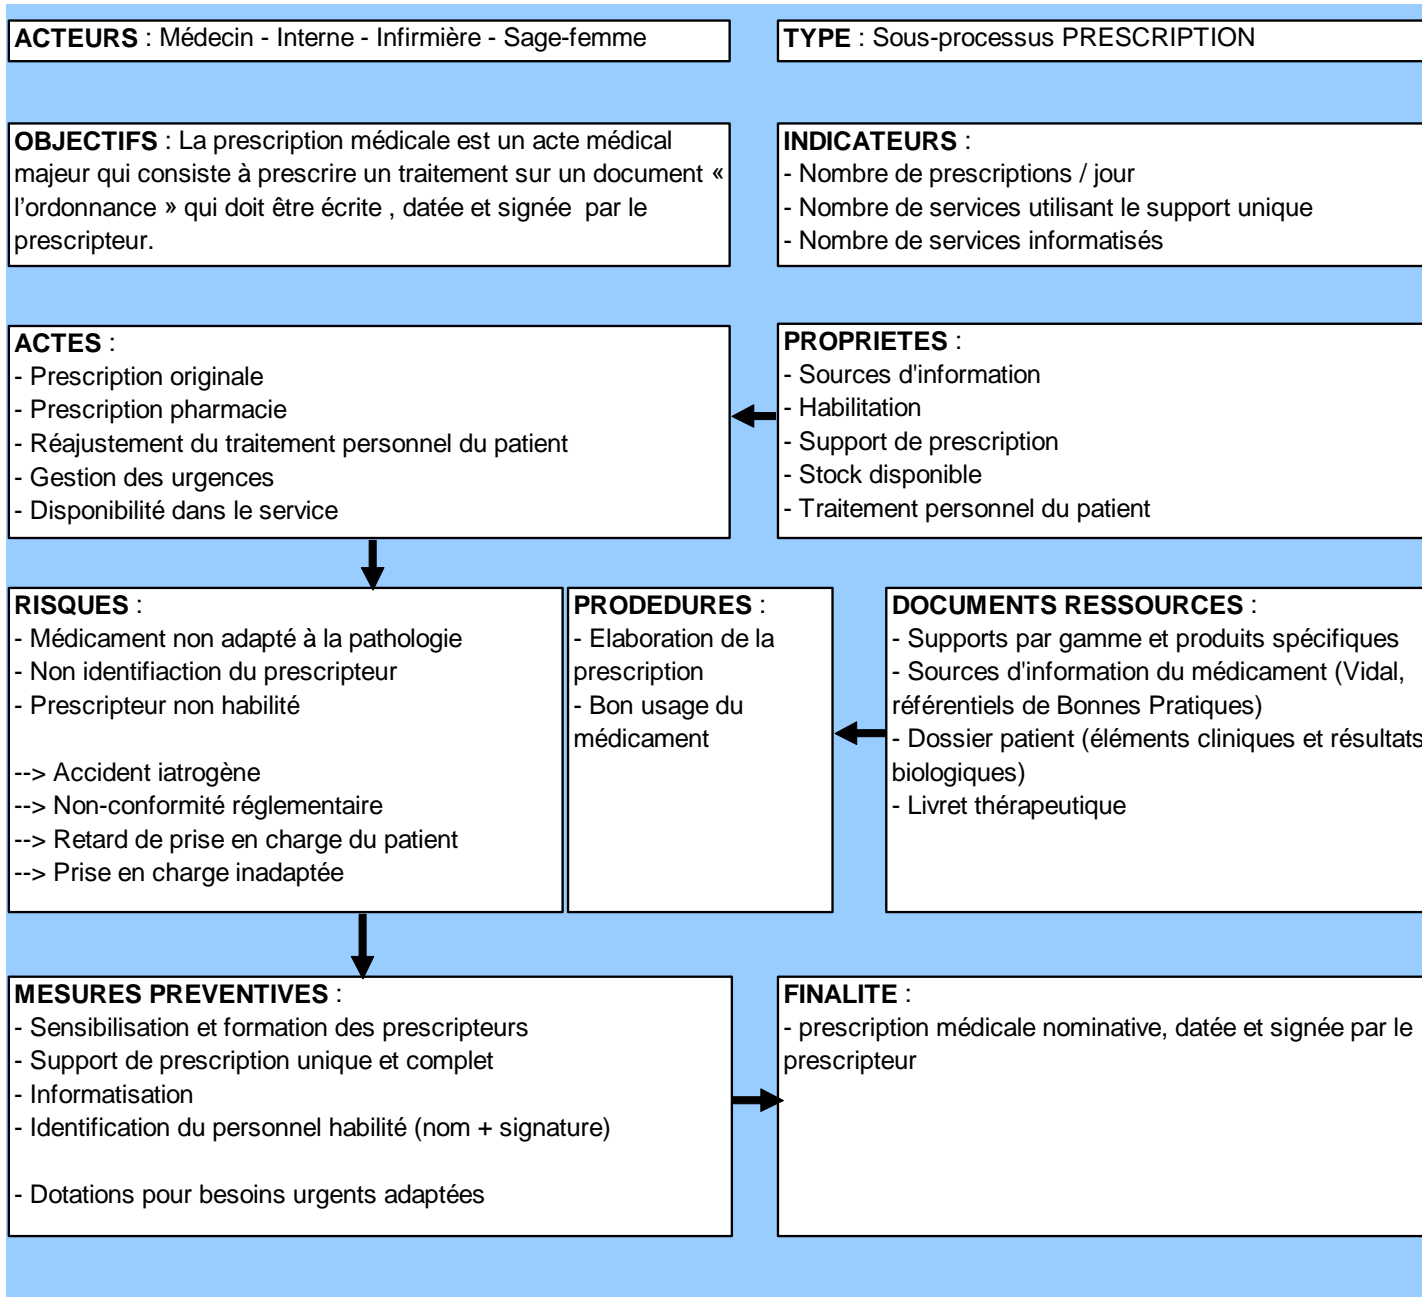 ACTEURS : Médecin - Interne - Infirmière - Sage-femme
TYPE : Sous-processus PRESCRIPTION
OBJECTIFS : La prescription médicale est un acte médical
majeur qui consiste à prescrire un traitement sur un document «
l'ordonnance » qui doit être écrite , datée et signée  par le
prescripteur.
INDICATEURS :
- Nombre de prescriptions / jour
- Nombre de services utilisant le support unique
- Nombre de services informatisés
ACTES :
- Prescription originale
- Prescription pharmacie
- Réajustement du traitement personnel du patient
- Gestion des urgences
- Disponibilité dans le service
PROPRIETES :
- Sources d'information
- Habilitation
- Support de prescription
- Stock disponible
- Traitement personnel du patient
RISQUES :
- Médicament non adapté à la pathologie
- Non identifiaction du prescripteur
- Prescripteur non habilité
--> Accident iatrogène
--> Non-conformité réglementaire
--> Retard de prise en charge du patient
--> Prise en charge inadaptée
PRODEDURES :
- Elaboration de la
prescription
- Bon usage du
médicament
DOCUMENTS RESSOURCES :
- Supports par gamme et produits spécifiques
- Sources d'information du médicament (Vidal,
référentiels de Bonnes Pratiques)
- Dossier patient (éléments cliniques et résultats
biologiques)
- Livret thérapeutique
MESURES PREVENTIVES :
- Sensibilisation et formation des prescripteurs
- Support de prescription unique et complet
- Informatisation
- Identification du personnel habilité (nom + signature)
- Dotations pour besoins urgents adaptées
FINALITE :
- prescription médicale nominative, datée et signée par le
prescripteur